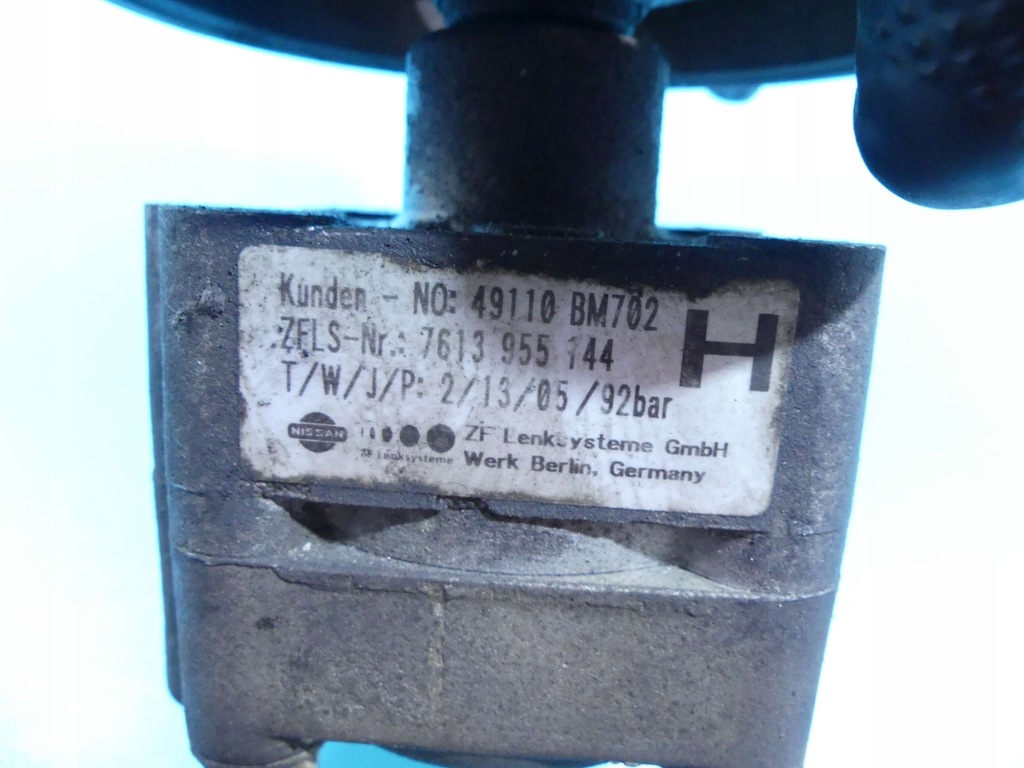 Kunden - NO: 49110 BM702
ZFLS-Nr.: 7613 955 144
T/W/J/P: 2/13/05/92bar
H
NISSAN
ZF Lenksysteme
ZF Lenksysteme GmbH
Werk Berlin, Germany